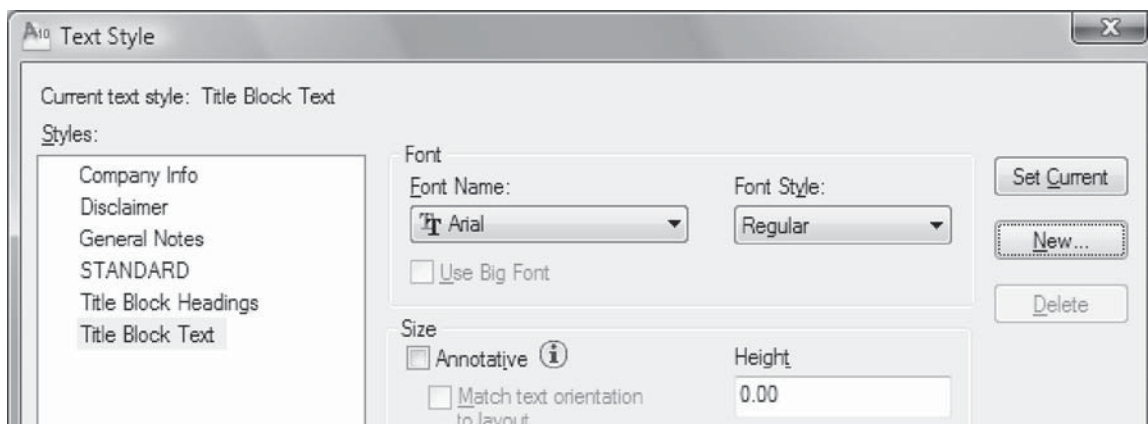 A10 Text Style
Current text style: Title Block Text
Styles:
Company Info
Disclaimer
General Notes
STANDARD
Title Block Headings
Title Block Text
Font
Font Name:
Arial
Use Big Font
Font Style:
Regular
Size
Annotative
Match text orientation
to layout
Height
0.00
Set Current
New...
Delete